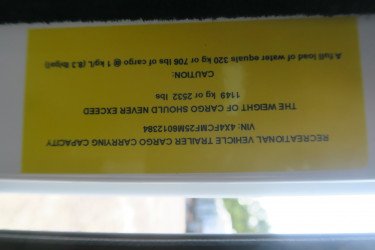 RECREATIONAL VEHICLE TRAILER CARGO CARRYING CAPACITY
VIN: 4X4FCMF25M6012384
THE WEIGHT OF CARGO SHOULD NEVER EXCEED
1149 kg or 2532 lbs
CAUTION:
A full load of water equals 320 kg or 706 lbs of cargo @ 1 kg/L (8.3 lb/gal)